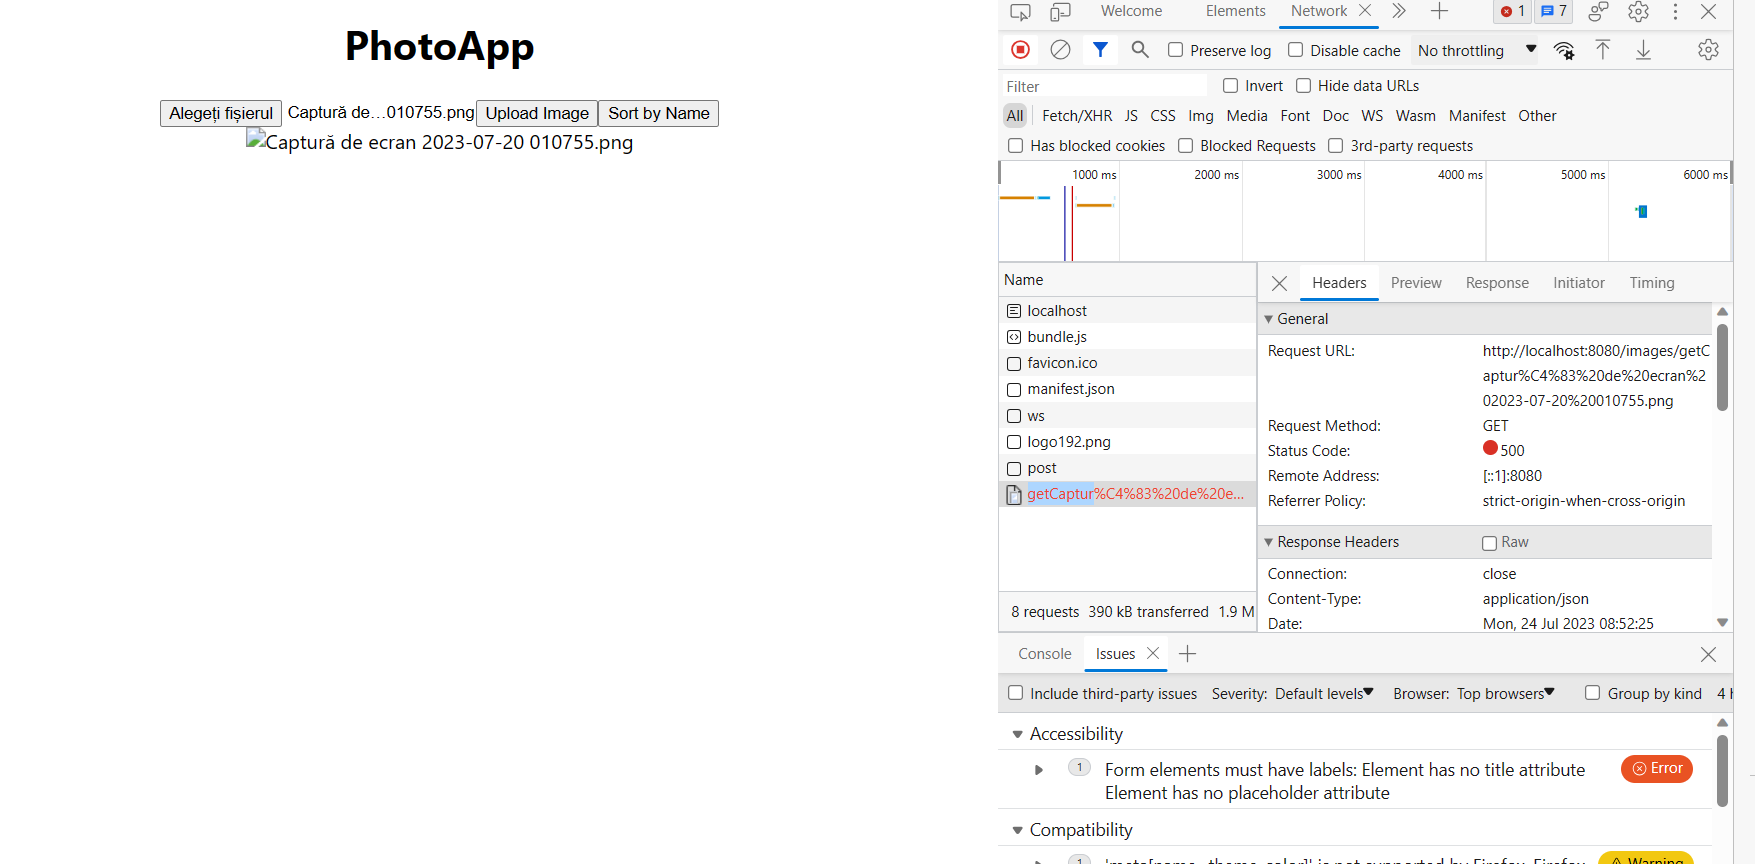 PhotoApp
Alegeți fișierul Captură de...010755.png Upload Image Sort by Name
Captură de ecran 2023-07-20 010755.png
Welcome Elements Network 1 7
Preserve log Disable cache No throttling
Filter Invert Hide data URLs
All Fetch/XHR JS CSS Img Media Font Doc WS Wasm Manifest Other
Has blocked cookies Blocked Requests 3rd-party requests
1000 ms 2000 ms 3000 ms 4000 ms 5000 ms 6000 ms
Name
localhost
bundle.js
favicon.ico
manifest.json
ws
logo192.png
post
getCaptur%C4%83%20de%20e...
8 requests 390 kB transferred 1.9 M
Headers Preview Response Initiator Timing
General
Request URL: http://localhost:8080/images/getC
aptur%C4%83%20de%20ecran%2
02023-07-20%20010755.png
Request Method: GET
Status Code: 500
Remote Address: [::1]:8080
Referrer Policy: strict-origin-when-cross-origin
Response Headers Raw
Connection: close
Content-Type: application/json
Date: Mon, 24 Jul 2023 08:52:25
Console Issues
Include third-party issues Severity: Default levels Browser: Top browsers Group by kind 4
Accessibility
1 Form elements must have labels: Element has no title attribute Error
Element has no placeholder attribute
Compatibility
1 'meta[name=theme-color]' is not supported by Firefox, Firefox Warning